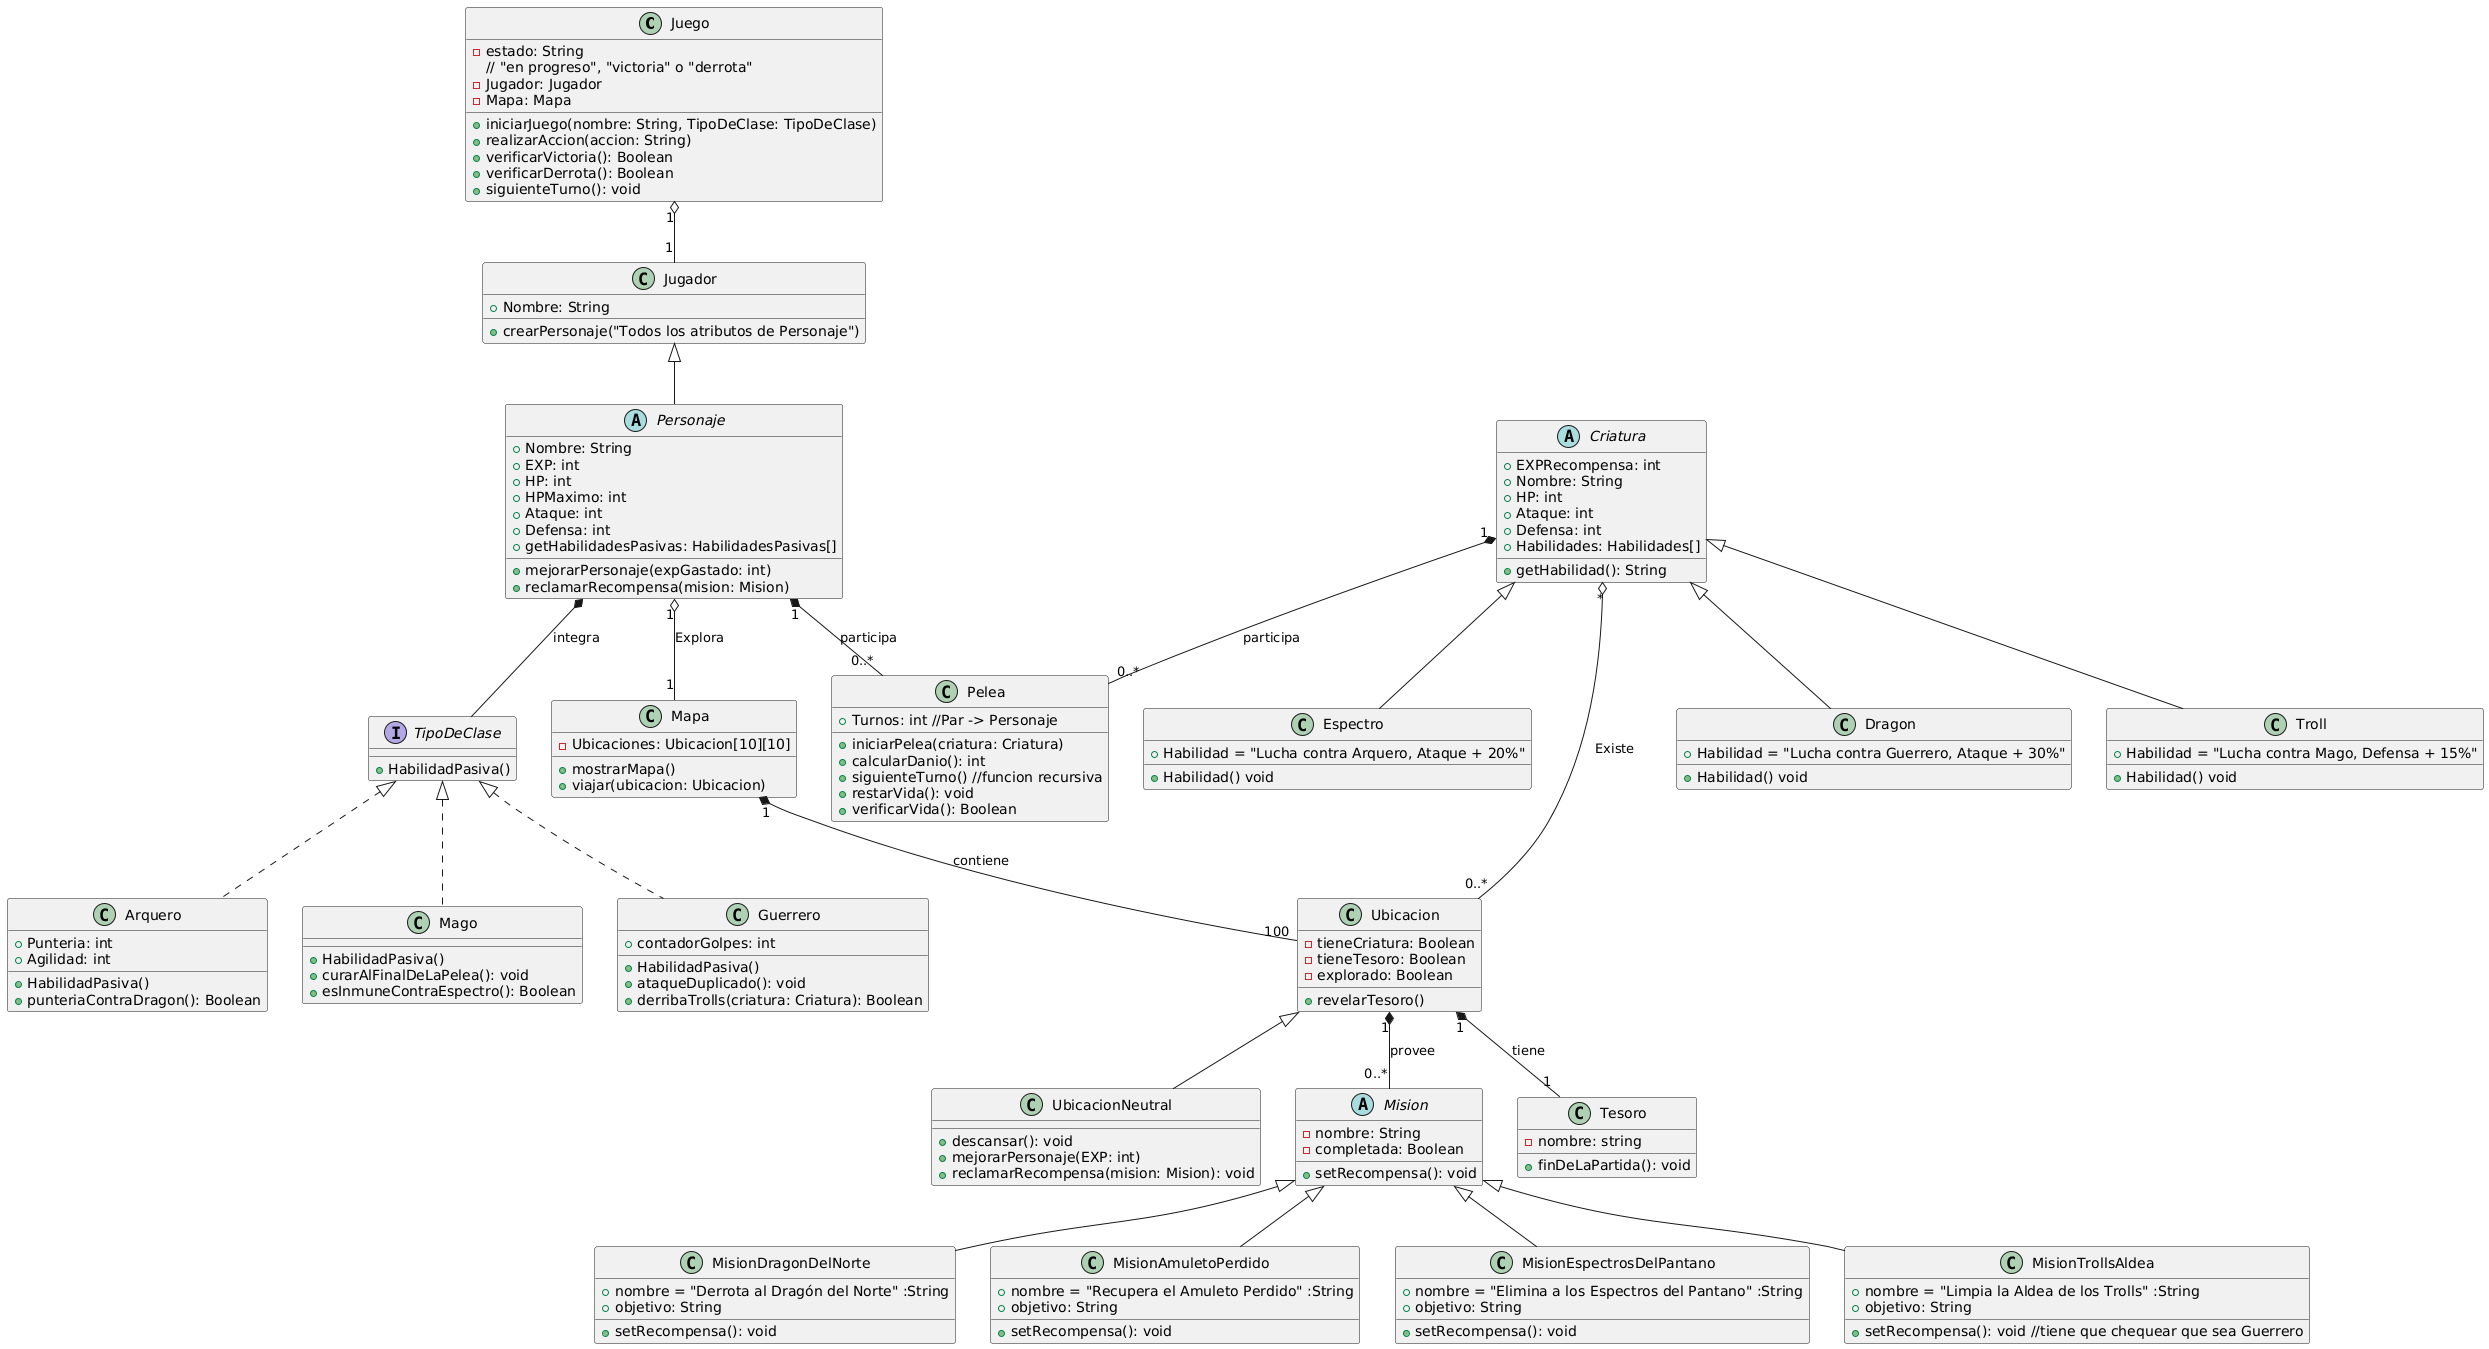 C Juego
estado: String
// "en progreso", "victoria" o "derrota"
Jugador: Jugador
Mapa: Mapa
iniciarJuego(nombre: String, TipoDeClase: TipoDeClase)
realizarAccion(accion: String)
verificarVictoria(): Boolean
verificarDerrota(): Boolean
siguienteTurno(): void
1
1
C Jugador
Nombre: String
crearPersonaje("Todos los atributos de Personaje")
A Personaje
Nombre: String
EXP: int
HP: int
HPMaximo: int
Ataque: int
Defensa: int
getHabilidadesPasivas: HabilidadesPasivas[]
mejorarPersonaje(expGastado: int)
reclamarRecompensa(mision: Mision)
A Criatura
EXPRecompensa: int
Nombre: String
HP: int
Ataque: int
Defensa: int
Habilidades: Habilidades[]
getHabilidad(): String
integra
1
Explora
1
1
participa
0..*
1
participa
0..*
*
Existe
0..*
I TipoDeClase
HabilidadPasiva()
C Mapa
Ubicaciones: Ubicacion[10][10]
mostrarMapa()
viajar(ubicacion: Ubicacion)
C Pelea
Turnos: int //Par -> Personaje
iniciarPelea(criatura: Criatura)
calcularDanio(): int
siguienteTurno() //funcion recursiva
restarVida(): void
verificarVida(): Boolean
C Espectro
Habilidad = "Lucha contra Arquero, Ataque + 20%"
Habilidad() void
C Dragon
Habilidad = "Lucha contra Guerrero, Ataque + 30%"
Habilidad() void
C Troll
Habilidad = "Lucha contra Mago, Defensa + 15%"
Habilidad() void
1
contiene
100
C Arquero
Punteria: int
Agilidad: int
HabilidadPasiva()
punteriaContraDragon(): Boolean
C Mago
HabilidadPasiva()
curarAlFinalDeLaPelea(): void
esInmuneContraEspectro(): Boolean
C Guerrero
contadorGolpes: int
HabilidadPasiva()
ataqueDuplicado(): void
derribaTrolls(criatura: Criatura): Boolean
C Ubicacion
tieneCriatura: Boolean
tieneTesoro: Boolean
explorado: Boolean
revelarTesoro()
1
provee
0..*
1
tiene
1
C UbicacionNeutral
descansar(): void
mejorarPersonaje(EXP: int)
reclamarRecompensa(mision: Mision): void
A Mision
nombre: String
completada: Boolean
setRecompensa(): void
C Tesoro
nombre: string
finDeLaPartida(): void
C MisionDragonDelNorte
nombre = "Derrota al Dragón del Norte" :String
objetivo: String
setRecompensa(): void
C MisionAmuletoPerdido
nombre = "Recupera el Amuleto Perdido" :String
objetivo: String
setRecompensa(): void
C MisionEspectrosDelPantano
nombre = "Elimina a los Espectros del Pantano" :String
objetivo: String
setRecompensa(): void
C MisionTrollsAldea
nombre = "Limpia la Aldea de los Trolls" :String
objetivo: String
setRecompensa(): void //tiene que chequear que sea Guerrero